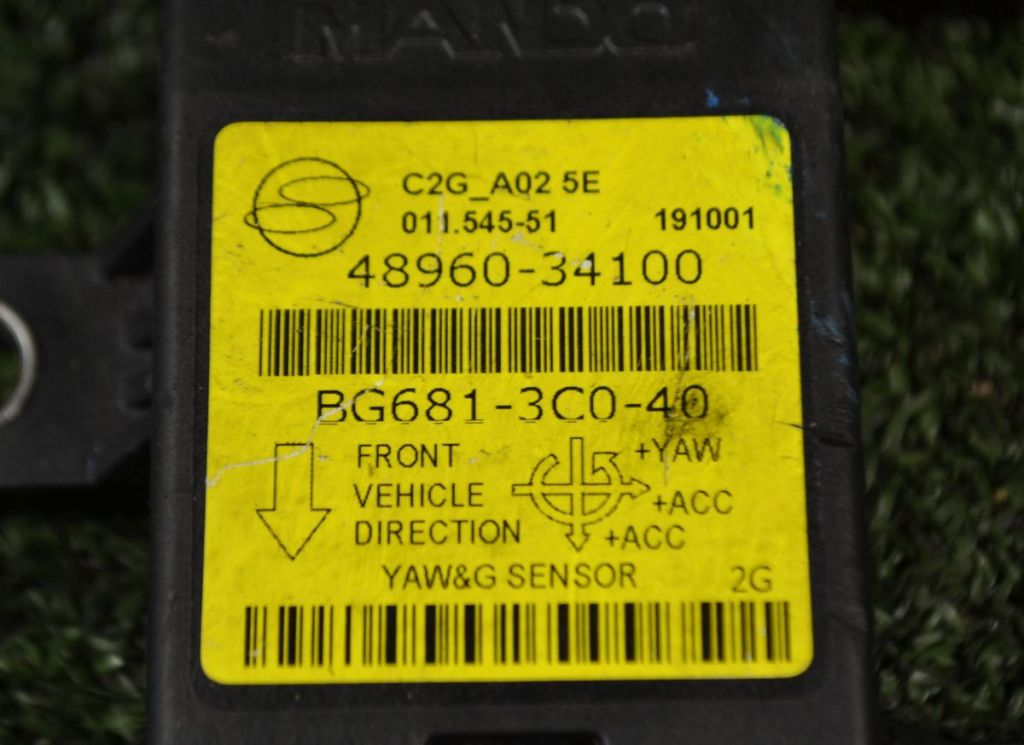 MANDO
C2G_A02 5E
011.545-51 191001
48960-34100
BG681-3C0-40
FRONT
VEHICLE
DIRECTION
+YAW
+ACC
+ACC
YAW&G SENSOR 2G